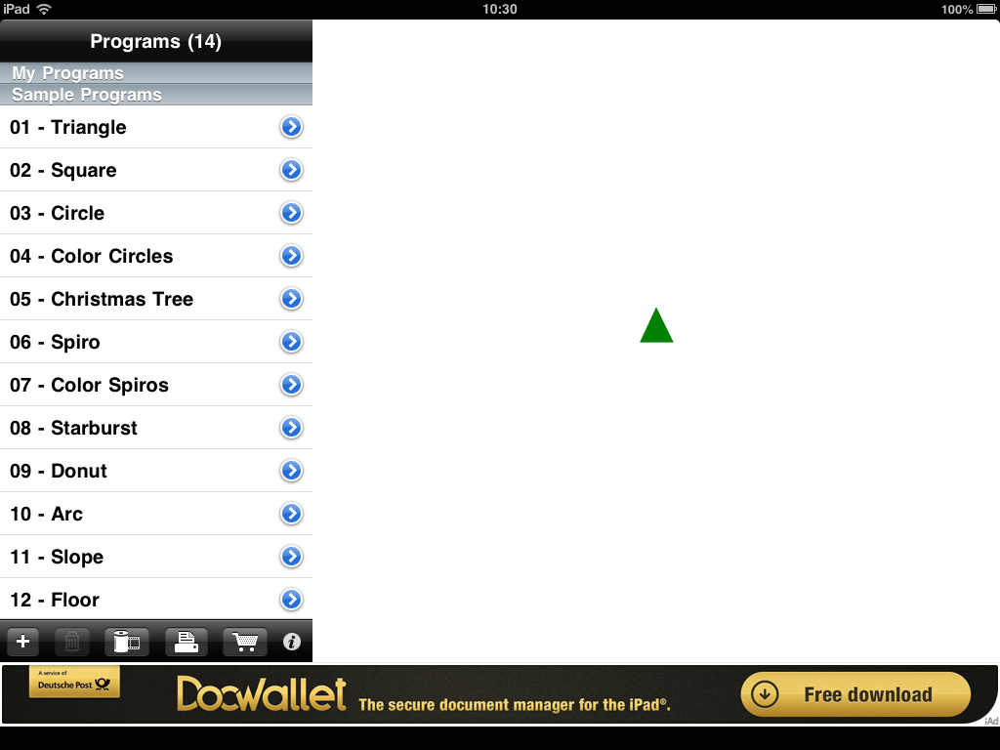 iPad 10:30 100%
Programs (14)
My Programs
Sample Programs
01 - Triangle
02 - Square
03 - Circle
04 - Color Circles
05 - Christmas Tree
06 - Spiro
07 - Color Spiros
08 - Starburst
09 - Donut
10 - Arc
11 - Slope
12 - Floor
A service of
Deutsche Post
DocWallet The secure document manager for the iPad®.
Free download
iAd